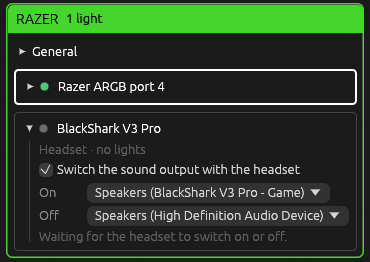 RAZER 1 light
General
Razer ARGB port 4
BlackShark V3 Pro
Headset · no lights
Switch the sound output with the headset
On Speakers (BlackShark V3 Pro - Game)
Off Speakers (High Definition Audio Device)
Waiting for the headset to switch on or off.